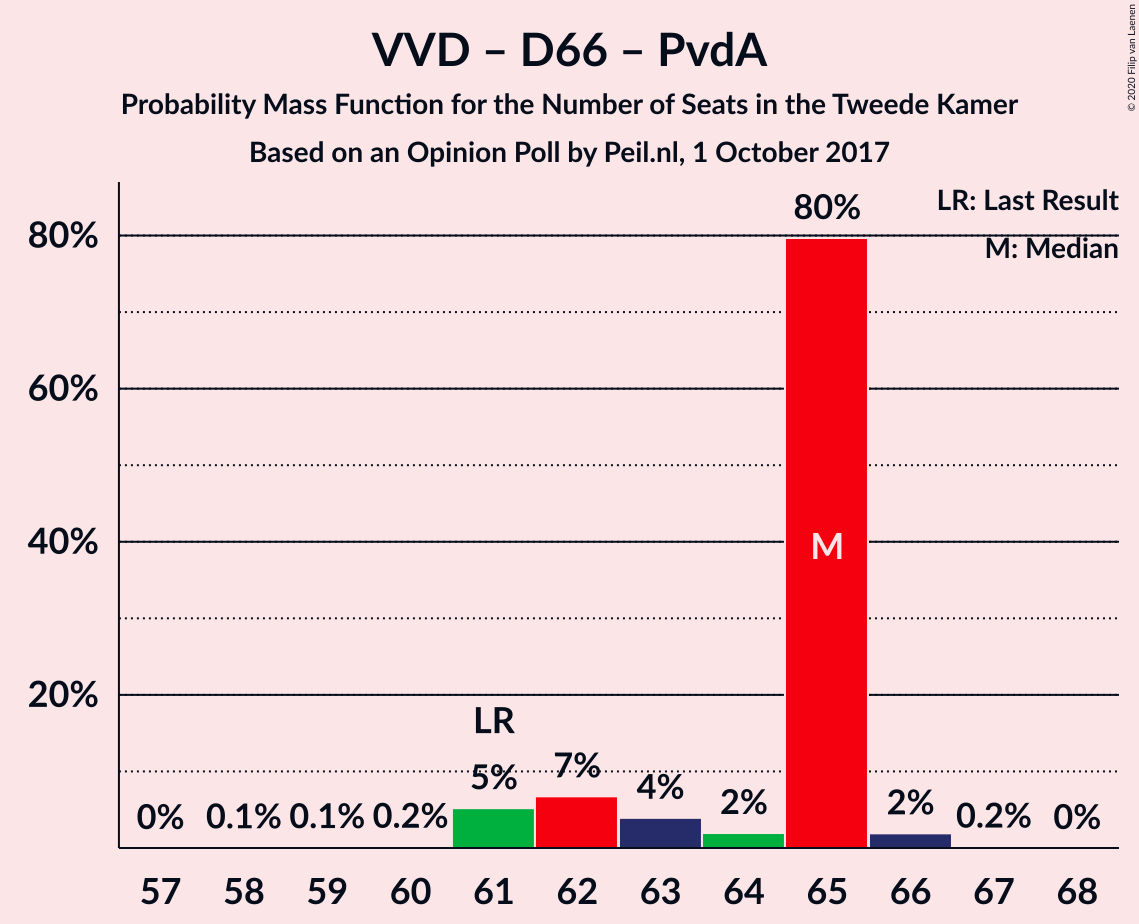 VVD – D66 – PvdA
Probability Mass Function for the Number of Seats in the Tweede Kamer
Based on an Opinion Poll by Peil.nl, 1 October 2017
© 2020 Filip van Laenen
LR: Last Result
M: Median
80%
60%
40%
20%
0% 0.1% 0.1% 0.2% 5% 7% 4% 2% 80% 2% 0.2% 0%
LR
M
57 58 59 60 61 62 63 64 65 66 67 68